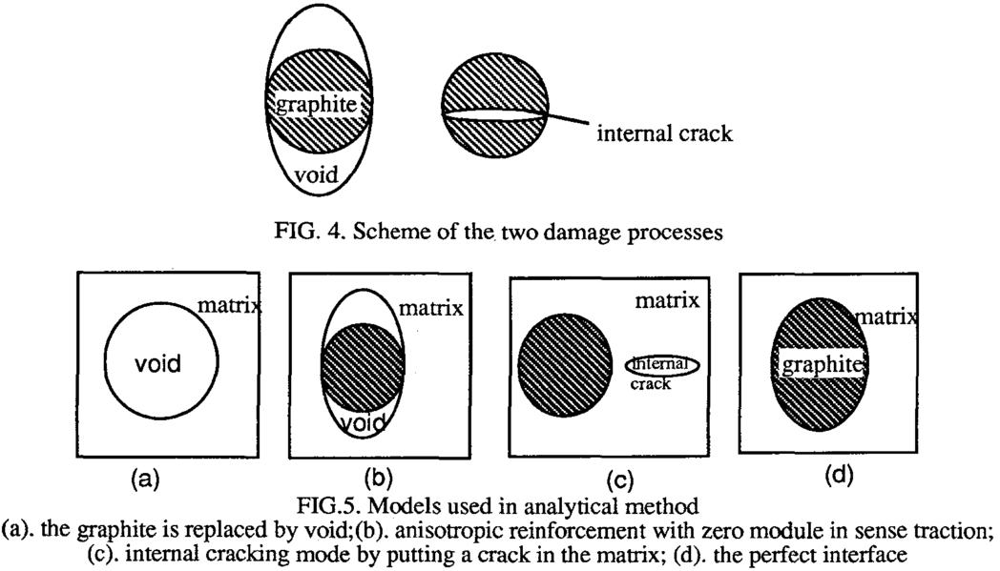 graphite
void
internal crack
FIG. 4. Scheme of the two damage processes
matrix
void
matrix
void
matrix
internal
crack
matrix
graphite
(a)
(b)
(c)
(d)
FIG.5. Models used in analytical method
(a). the graphite is replaced by void;(b). anisotropic reinforcement with zero module in sense traction;
(c). internal cracking mode by putting a crack in the matrix; (d). the perfect interface